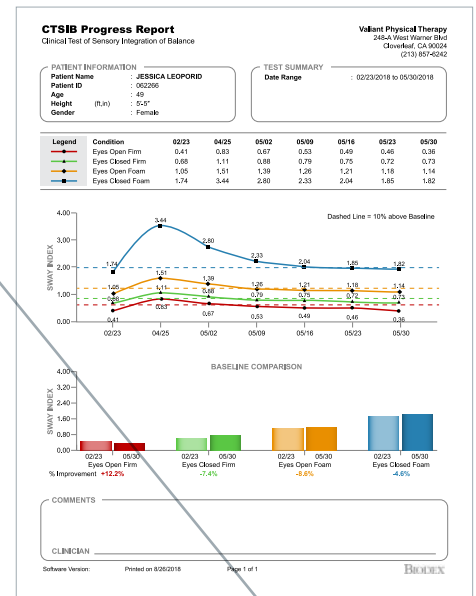 CTSIB Progress Report
Clinical Test of Sensory Integration of Balance
Valiant Physical Therapy
248-A West Warner Blvd
Cloverleaf, CA 90024
(213) 857-6242
PATIENT INFORMATION
Patient Name : JESSICA LEOPORID
Patient ID : 062266
Age : 49
Height (ft,in) : 5'-5"
Gender : Female
TEST SUMMARY
Date Range : 02/23/2018 to 05/30/2018
Legend Condition 02/23 04/25 05/02 05/09 05/16 05/23 05/30
Eyes Open Firm 0.41 0.83 0.67 0.53 0.49 0.46 0.36
Eyes Closed Firm 0.68 1.11 0.88 0.79 0.75 0.72 0.73
Eyes Open Foam 1.05 1.51 1.39 1.26 1.21 1.18 1.14
Eyes Closed Foam 1.74 3.44 2.80 2.33 2.04 1.85 1.82
Dashed Line = 10% above Baseline
SWAY INDEX
4.00
3.00
2.00
1.00
0.00
1.74 3.44 2.80 2.33 2.04 1.85 1.82
1.05 1.51 1.39 1.26 1.21 1.18 1.14
0.68 1.11 0.88 0.79 0.75 0.72 0.73
0.41 0.83 0.67 0.53 0.49 0.46 0.36
02/23 04/25 05/02 05/09 05/16 05/23 05/30
BASELINE COMPARISON
SWAY INDEX
4.00
3.20
2.40
1.60
0.80
0.00
02/23 05/30 02/23 05/30 02/23 05/30 02/23 05/30
Eyes Open Firm Eyes Closed Firm Eyes Open Foam Eyes Closed Foam
% Improvement +12.2% -7.4% -8.6% -4.6%
COMMENTS
CLINICIAN
Software Version: Printed on 8/26/2018 Page 1 of 1
BIODEX